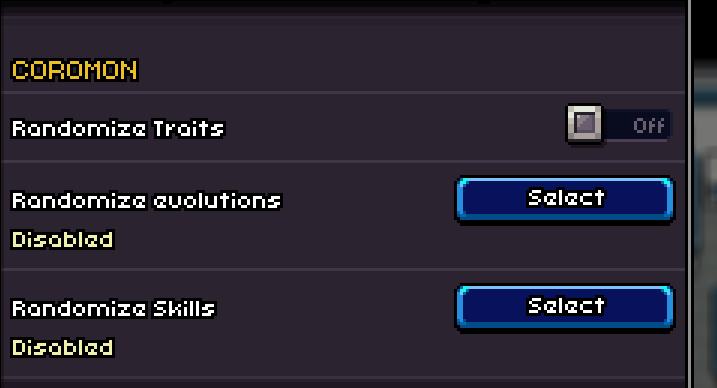 COROMON
Randomize Traits
Off
Randomize evolutions
Select
Disabled
Randomize Skills
Select
Disabled